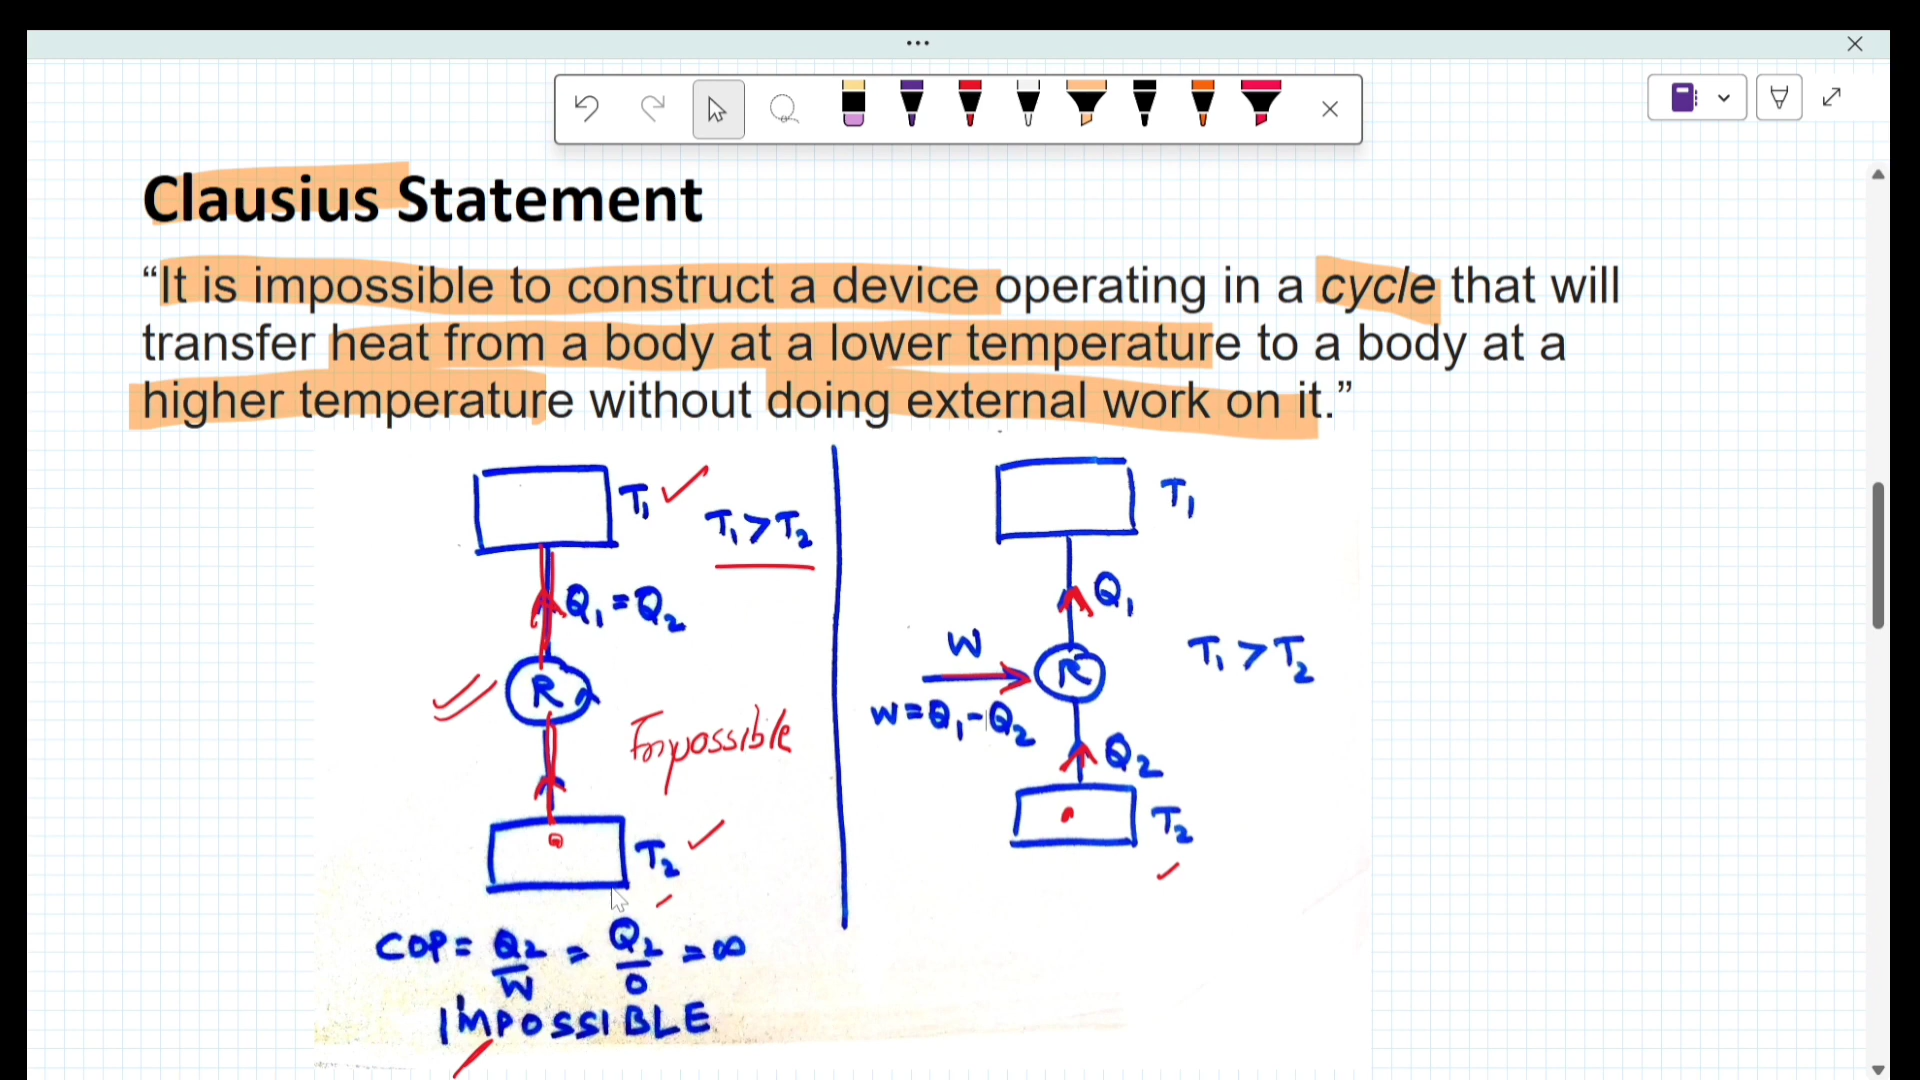 Clausius Statement
“It is impossible to construct a device operating in a cycle that will
transfer heat from a body at a lower temperature to a body at a
higher temperature without doing external work on it.”
T₁
T₁ > T₂
Q₁ = Q₂
R
Impossible
T₂
COP = Q₂/W = Q₂/0 = ∞
IMPOSSIBLE
T₁
Q₁
W
R
T₁ > T₂
W = Q₁ - Q₂
Q₂
T₂